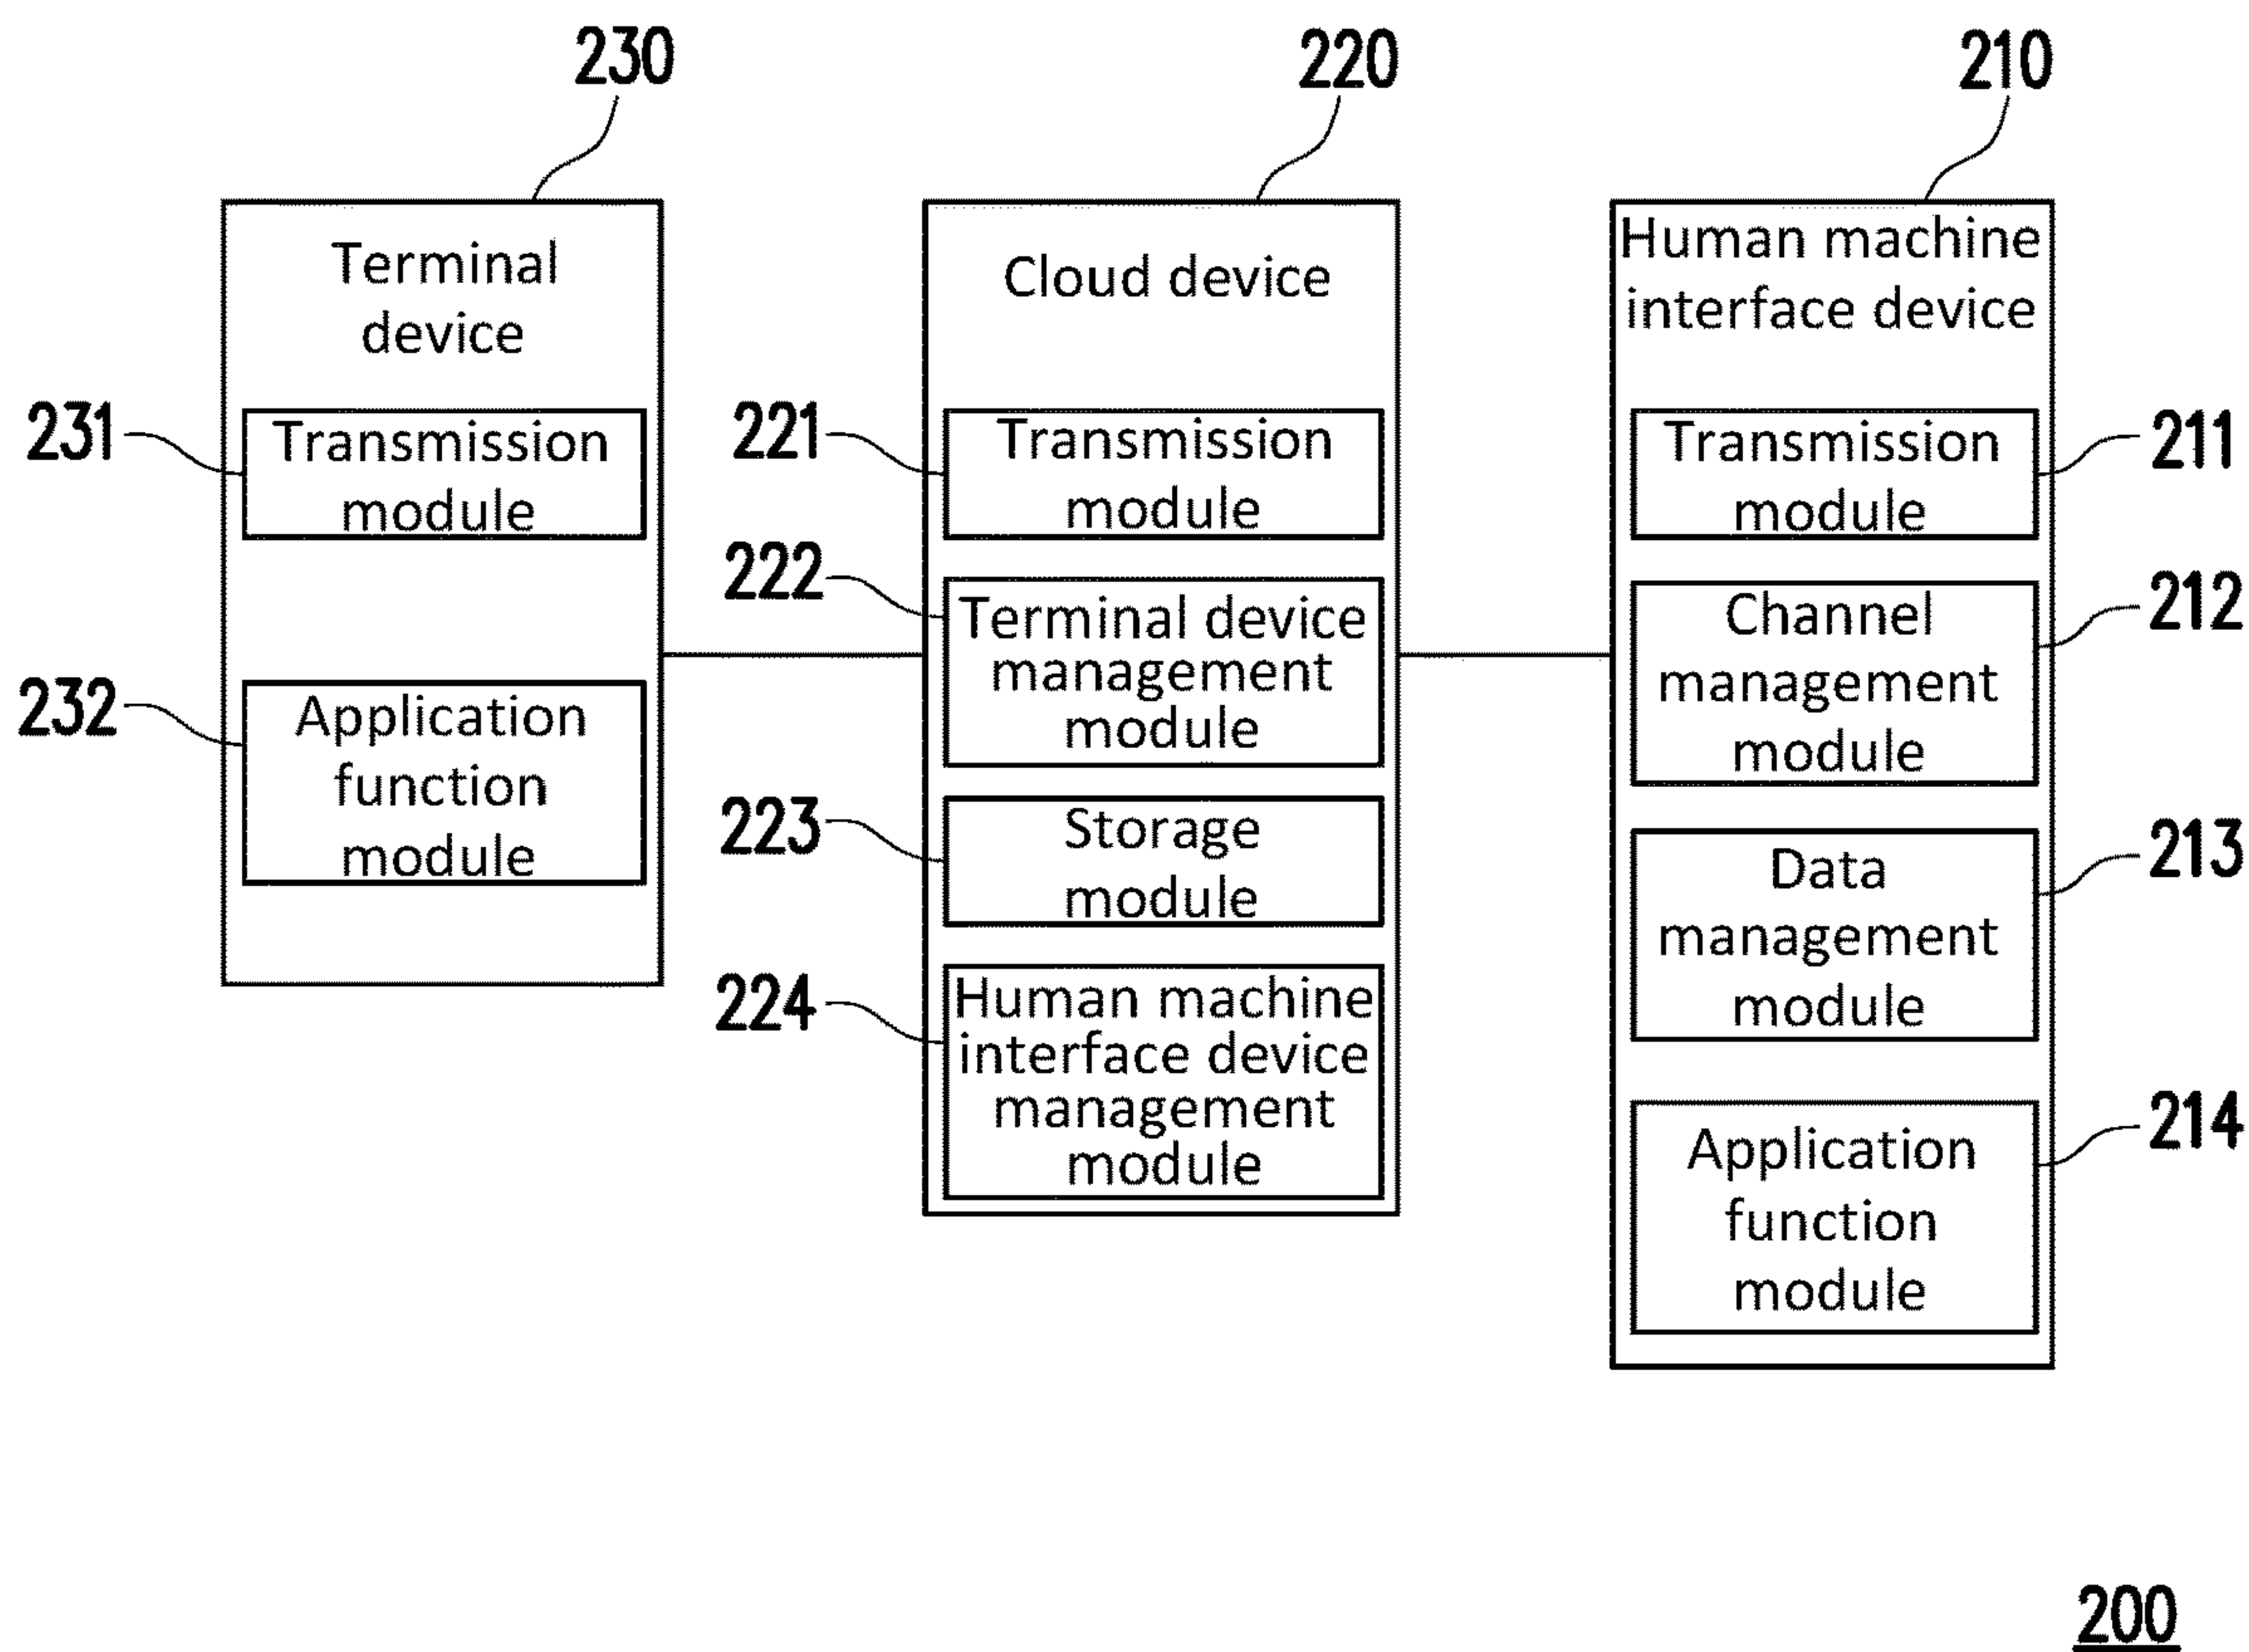 230
220
210
Terminal
device
231
Transmission
module
232
Application
function
module
Cloud device
221
Transmission
module
222
Terminal device
management
module
223
Storage
module
224
Human machine
interface device
management
module
Human machine
interface device
Transmission
module
211
Channel
management
module
212
Data
management
module
213
Application
function
module
214
200